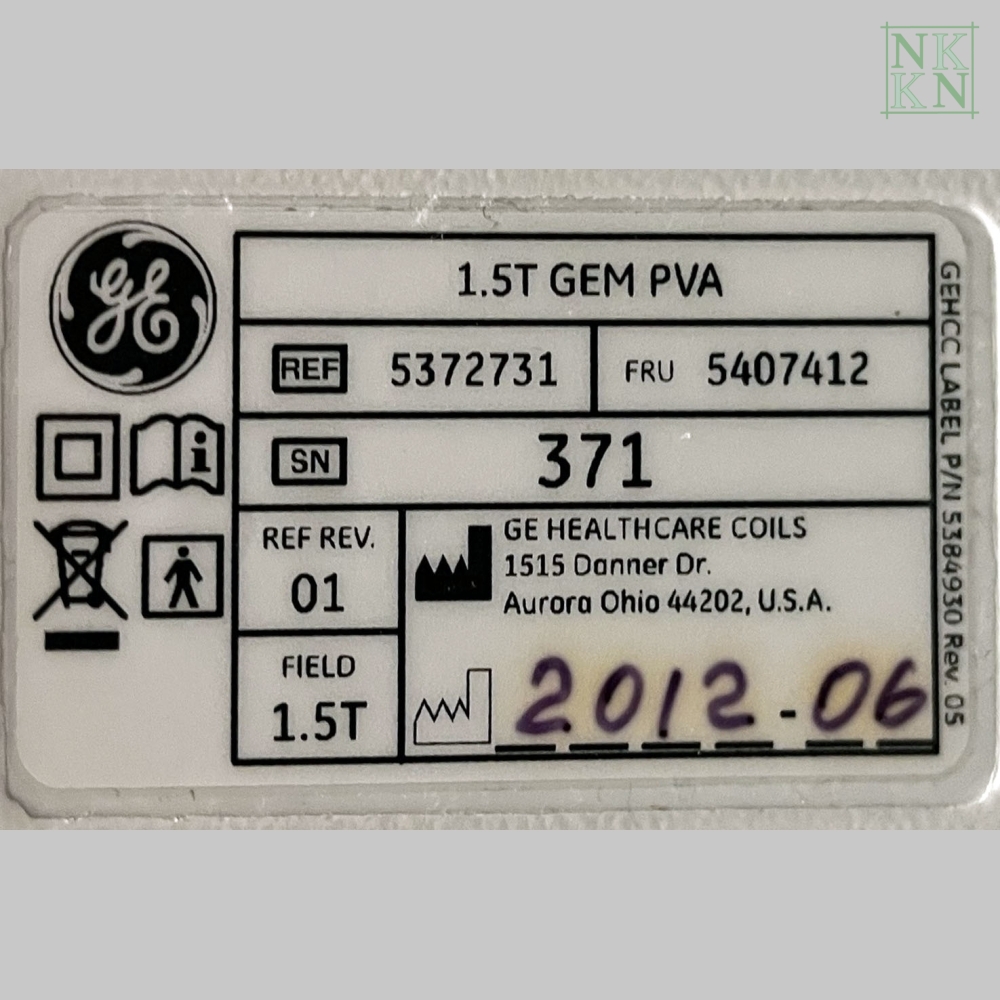 NK
KN
GE
1.5T GEM PVA
REF 5372731 FRU 5407412
SN 371
REF REV.
01
GE HEALTHCARE COILS
1515 Danner Dr.
Aurora Ohio 44202, U.S.A.
FIELD
1.5T
2012-06
GEHCC LABEL P/N 5384930 Rev. 05